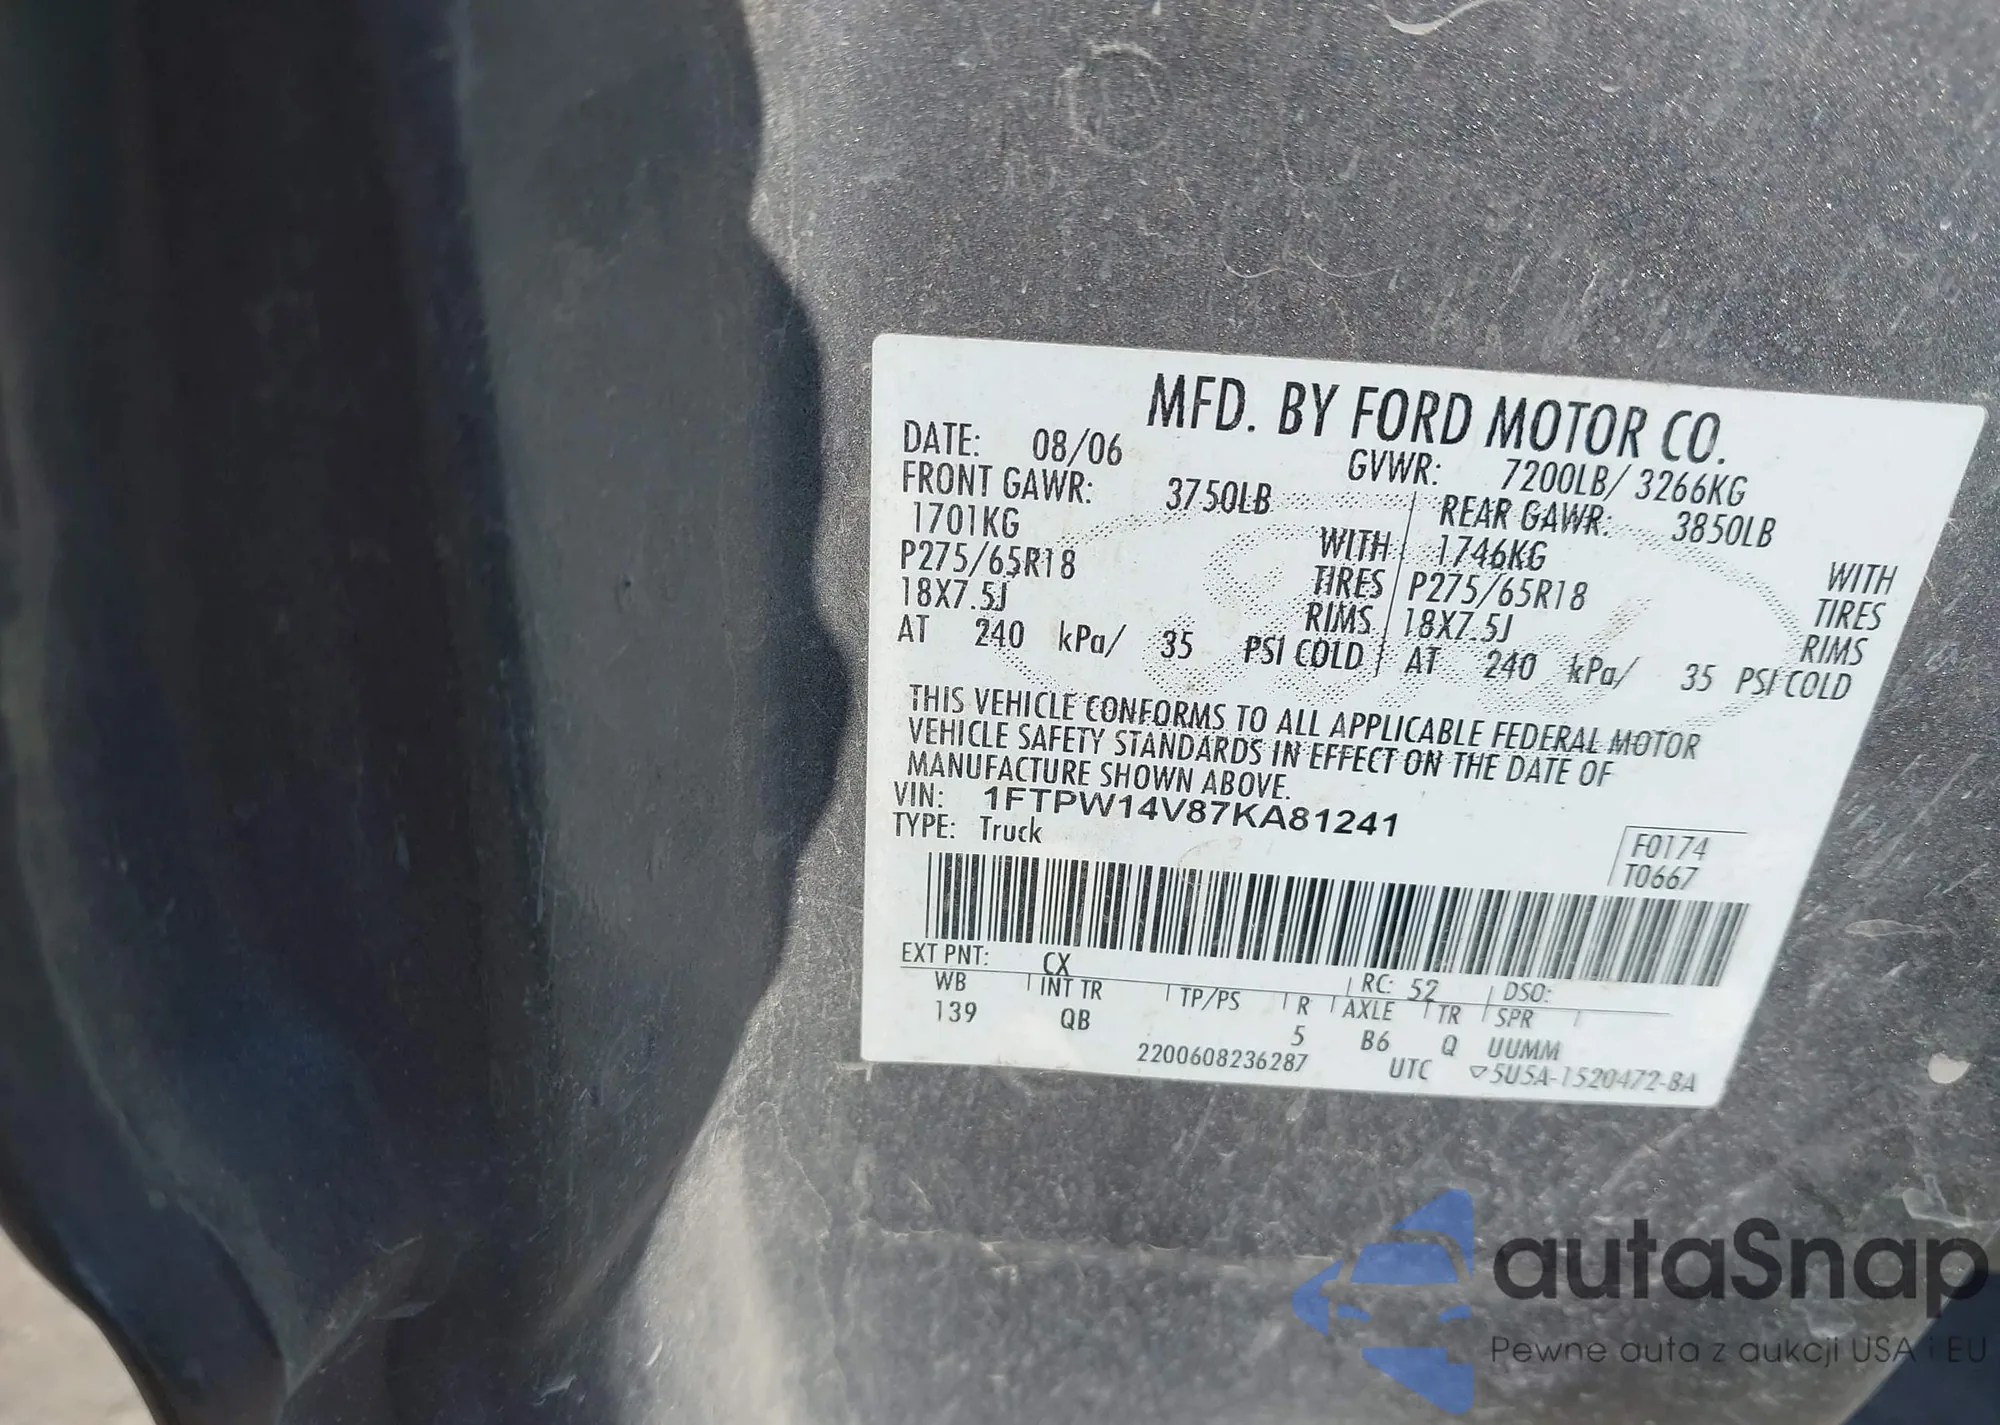 MFD. BY FORD MOTOR CO.
DATE: 08/06 GVWR: 7200LB/ 3266KG
FRONT GAWR: 3750LB REAR GAWR: 3850LB
1701KG WITH 1746KG WITH
P275/65R18 TIRES P275/65R18 TIRES
18X7.5J RIMS 18X7.5J RIMS
AT 240 kPa/ 35 PSI COLD AT 240 kPa/ 35 PSI COLD
THIS VEHICLE CONFORMS TO ALL APPLICABLE FEDERAL MOTOR
VEHICLE SAFETY STANDARDS IN EFFECT ON THE DATE OF
MANUFACTURE SHOWN ABOVE.
VIN: 1FTPW14V87KA81241
TYPE: Truck
F0174
T0667
EXT PNT: CX RC: 52 DSO:
WB INT TR TP/PS R AXLE TR SPR
139 QB 5 B6 Q UUMM
2200608236287 UTC ▽5U5A-1520472-BA
autaSnap
Pewne auta z aukcji USA i EU